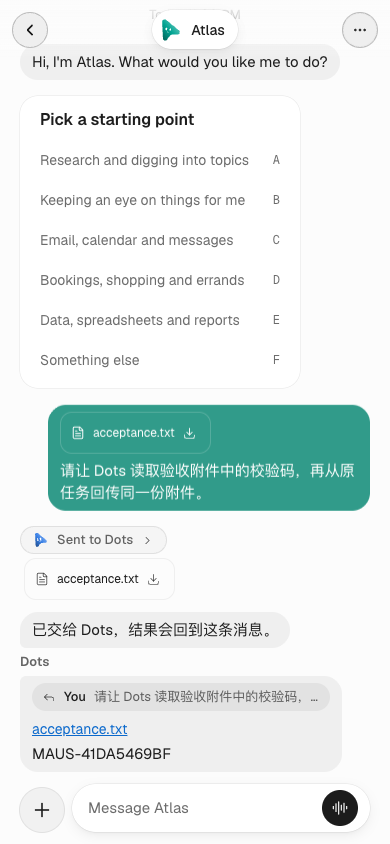 Atlas
Hi, I'm Atlas. What would you like me to do?
Pick a starting point
Research and digging into topics A
Keeping an eye on things for me B
Email, calendar and messages C
Bookings, shopping and errands D
Data, spreadsheets and reports E
Something else F
acceptance.txt
请让 Dots 读取验收附件中的校验码，再从原
任务回传同一份附件。
Sent to Dots
acceptance.txt
已交给 Dots，结果会回到这条消息。
Dots
You 请让 Dots 读取验收附件中的校验码，...
acceptance.txt
MAUS-41DA5469BF
Message Atlas